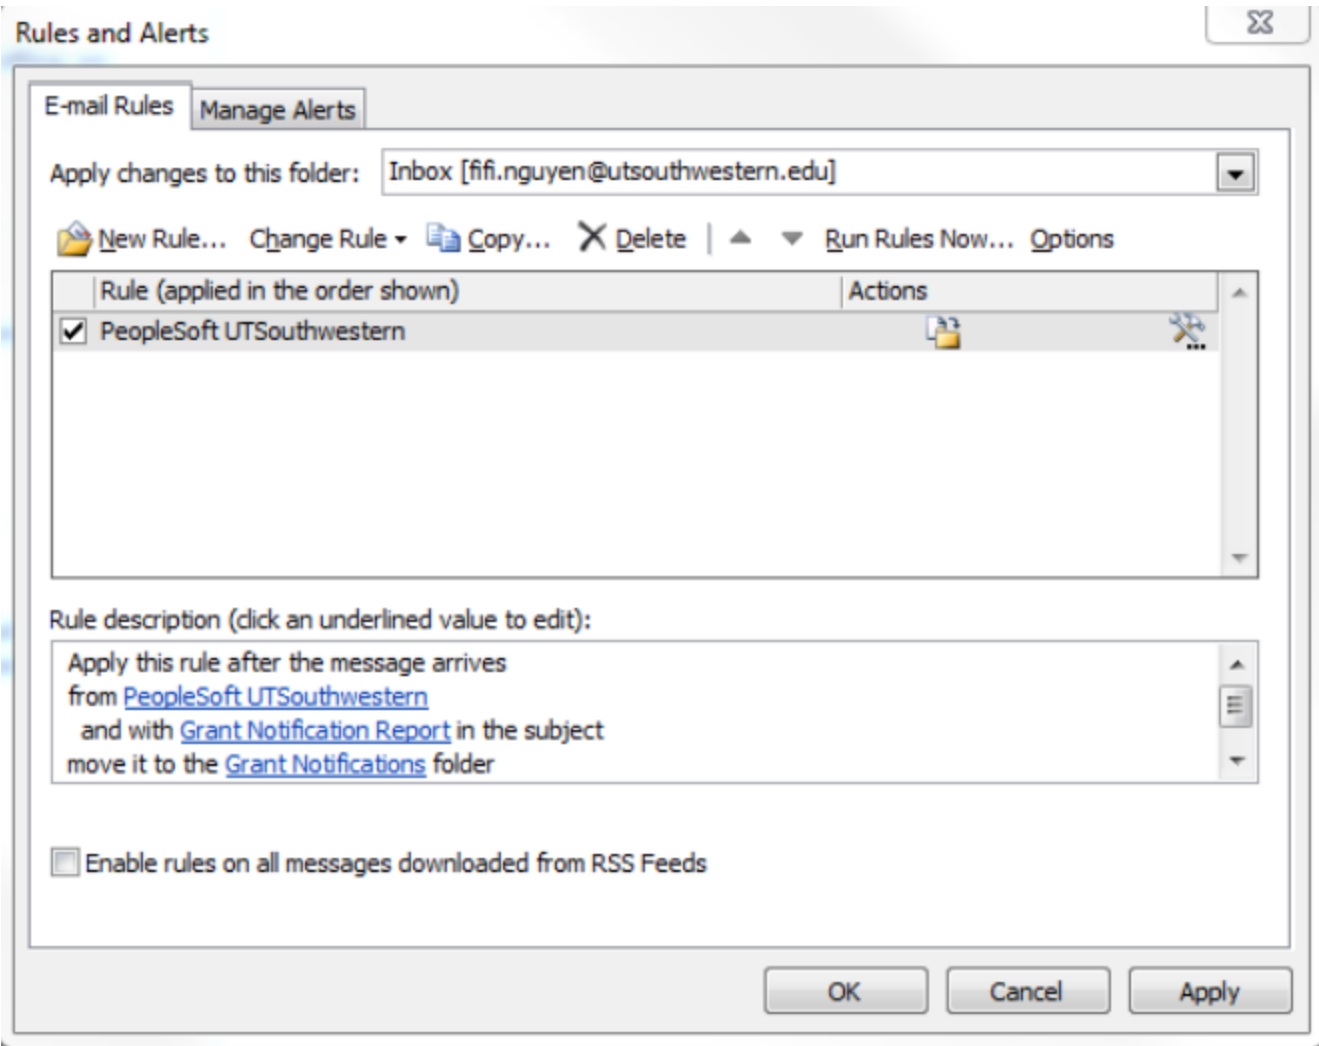 Rules and Alerts
E-mail Rules Manage Alerts
Apply changes to this folder: Inbox [fifi.nguyen@utsouthwestern.edu]
New Rule... Change Rule Copy... Delete Run Rules Now... Options
Rule (applied in the order shown) Actions
PeopleSoft UTSouthwestern
Rule description (click an underlined value to edit):
Apply this rule after the message arrives
from PeopleSoft UTSouthwestern
and with Grant Notification Report in the subject
move it to the Grant Notifications folder
Enable rules on all messages downloaded from RSS Feeds
OK Cancel Apply